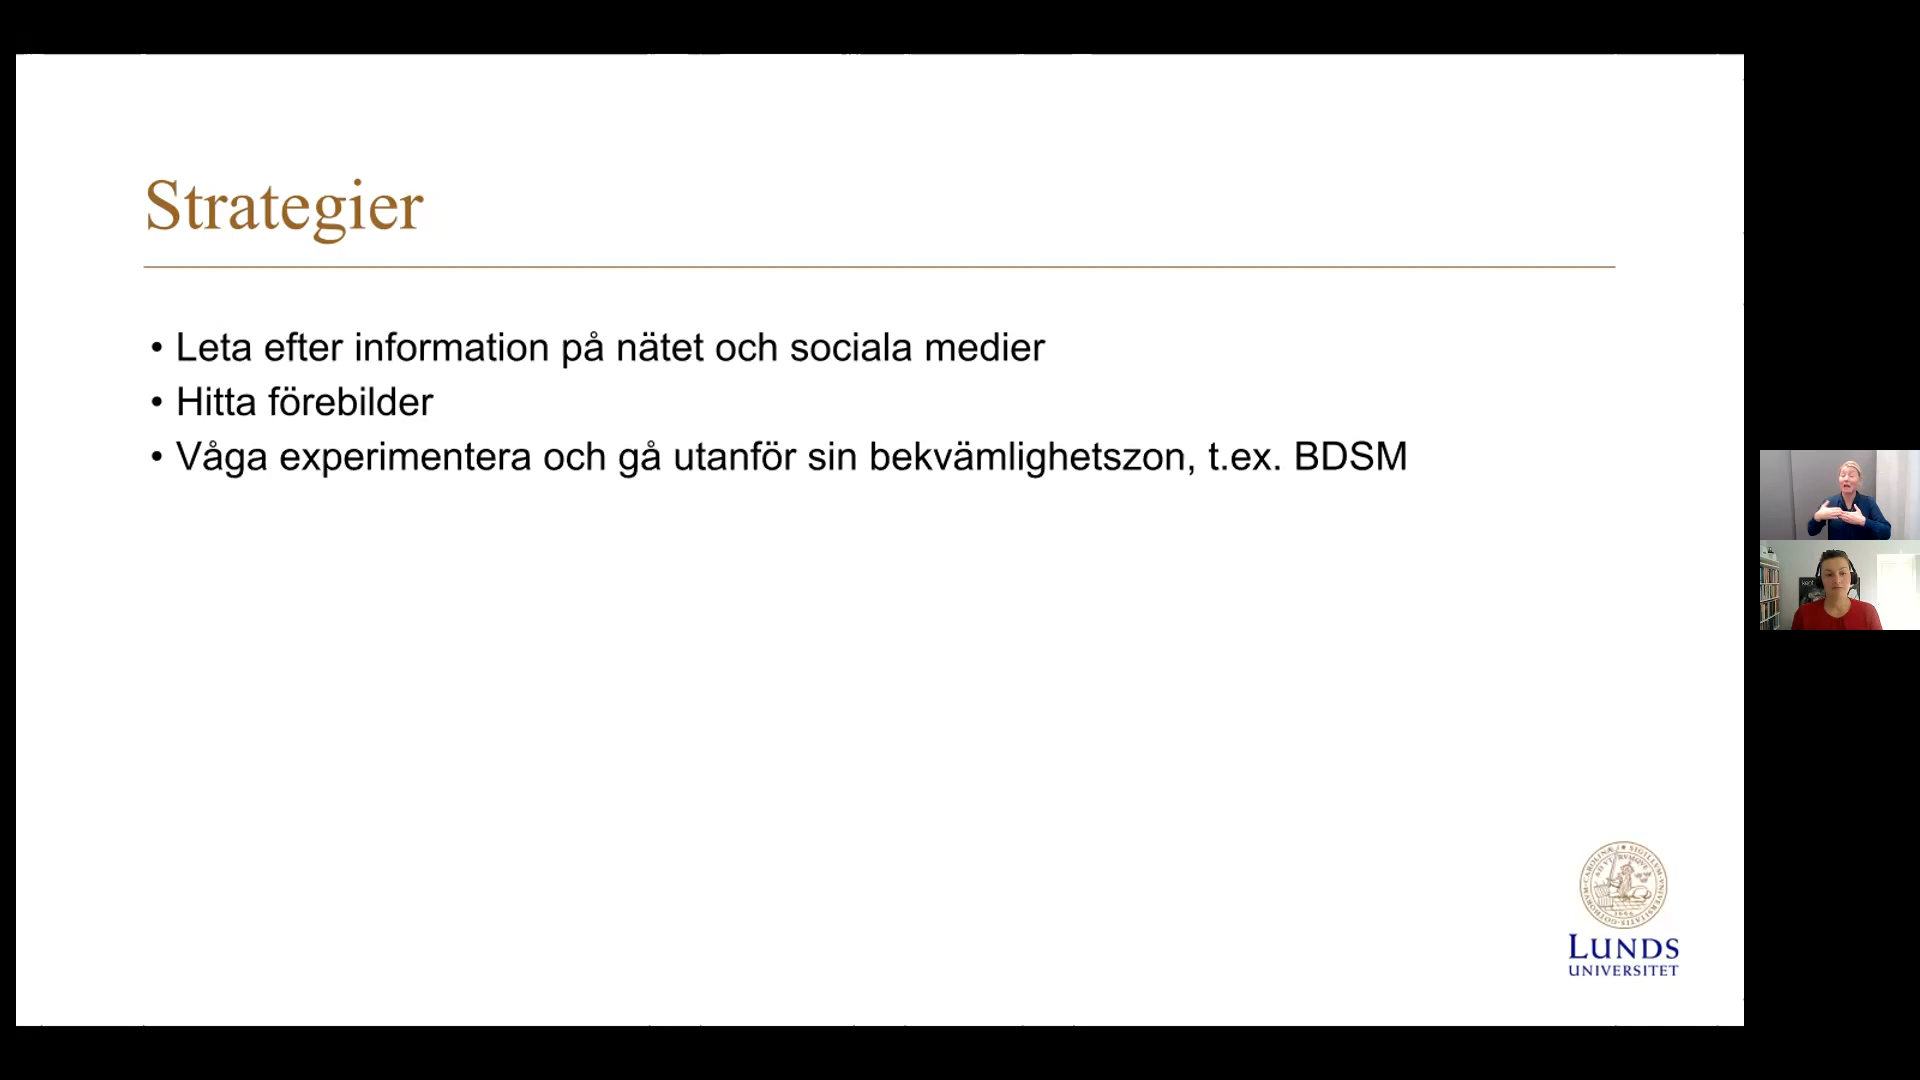 Strategier
• Leta efter information på nätet och sociala medier
• Hitta förebilder
• Våga experimentera och gå utanför sin bekvämlighetszon, t.ex. BDSM
LUNDS
UNIVERSITET